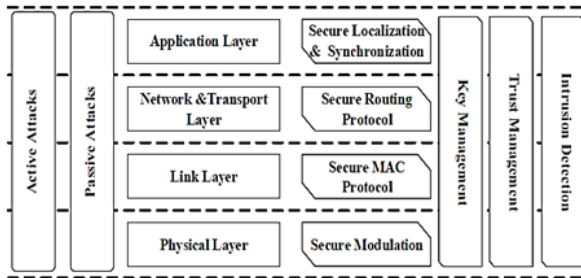 Active Attacks
Passive Attacks
Application Layer
Secure Localization
& Synchronization
Network &Transport
Layer
Secure Routing
Protocol
Link Layer
Secure MAC
Protocol
Physical Layer
Secure Modulation
Key Management
Trust Management
Intrusion Detection